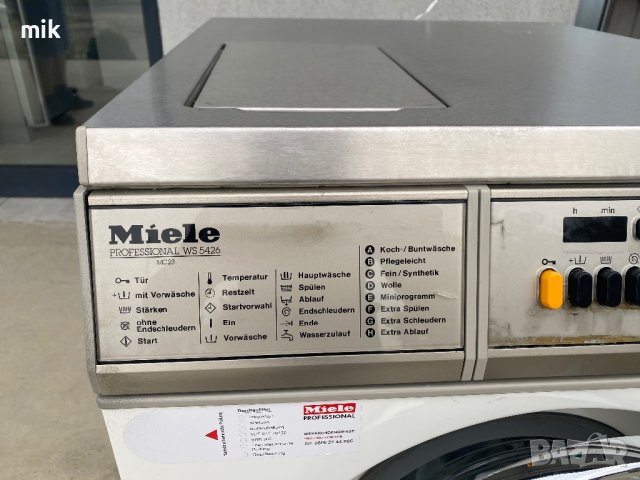 mik
Miele
PROFESSIONAL WS 5426
MC23
Tür
+ mit Vorwäsche
Stärken
ohne
Endschleudern
Start
Temperatur
Restzeit
Startvorwahl
Ein
Vorwäsche
Hauptwäsche
Spülen
Ablauf
Endschleudern
Ende
Wasserzulauf
A Koch-/Buntwäsche
B Pflegeleicht
C Fein/Synthetik
D Wolle
E Miniprogramm
F Extra Spülen
G Extra Schleudern
H Extra Ablauf
h min
Miele
PROFESSIONAL
BAZAR